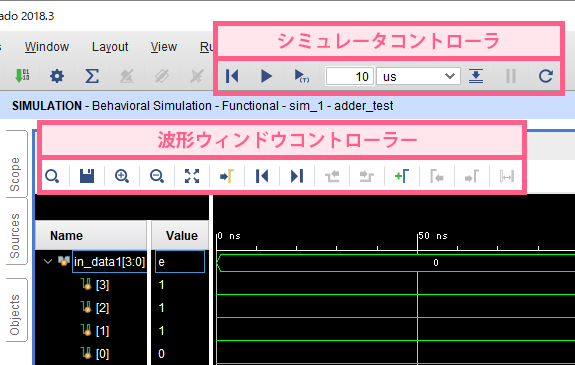 ado 2018.3
s Window Layout View Ru
シミュレータコントローラ
(T) 10 us
SIMULATION - Behavioral Simulation - Functional - sim_1 - adder_test
波形ウィンドウコントローラー
Scope
Sources
Objects
Name Value
0 ns 50 ns
in_data1[3:0] e 0
[3] 1
[2] 1
[1] 1
[0] 0